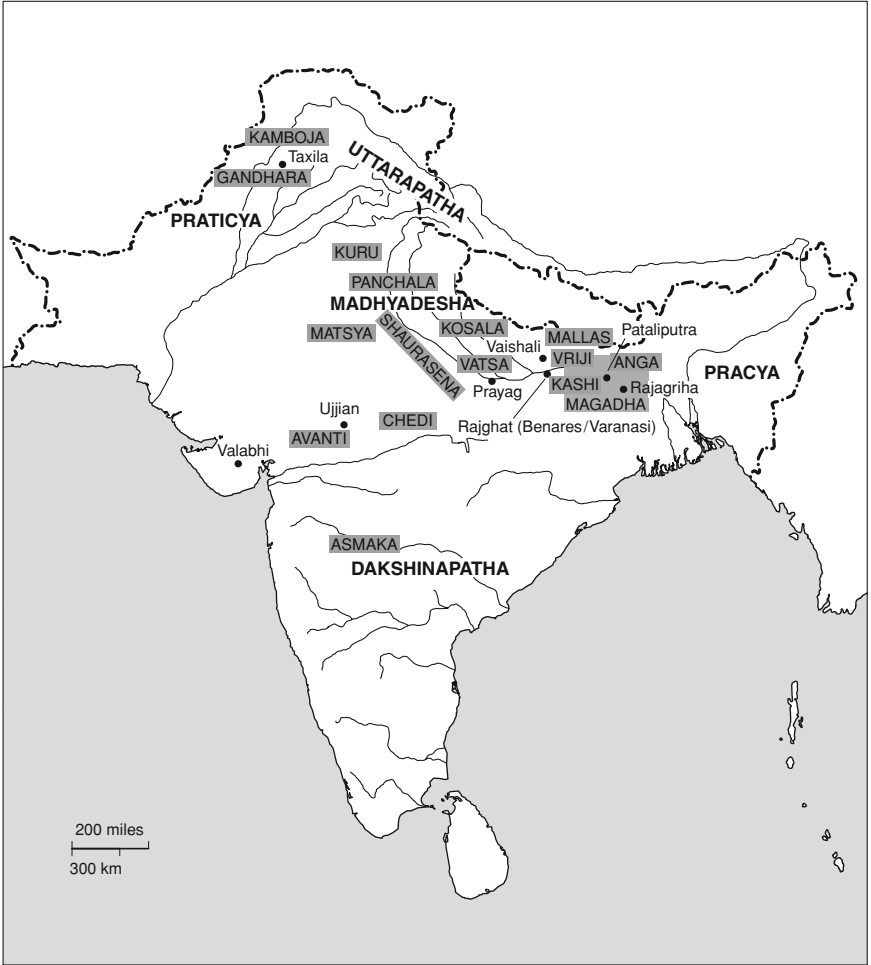 KAMBOJA
Taxila
GANDHARA
UTTARAPATHA
PRATICYA
KURU
PANCHALA
MADHYADESHA
MATSYA
SHAURASENA
KOSALA
MALLAS
Pataliputra
Vaishali
VRIJI
ANGA
VATSA
PRACYA
Prayag
KASHI
Rajagriha
MAGADHA
Ujjian
CHEDI
Rajghat (Benares/Varanasi)
AVANTI
Valabhi
ASMAKA
DAKSHINAPATHA
200 miles
300 km